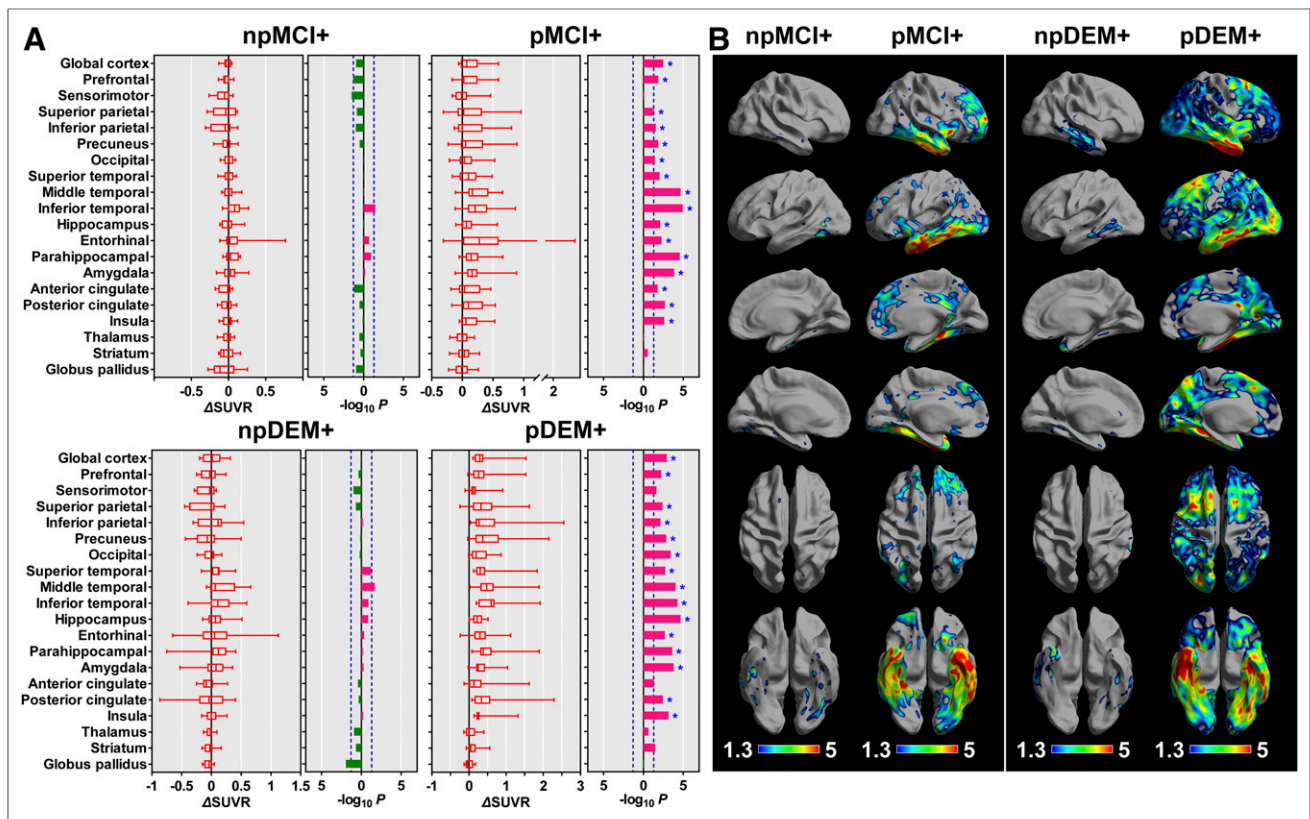 A
npMCI+
pMCI+
Global cortex
Prefrontal
Sensorimotor
Superior parietal
Inferior parietal
Precuneus
Occipital
Superior temporal
Middle temporal
Inferior temporal
Hippocampus
Entorhinal
Parahippocampal
Amygdala
Anterior cingulate
Posterior cingulate
Insula
Thalamus
Striatum
Globus pallidus
-0.5 0 0.5
5 0 5
-0.5 0 0.5 1 2
5 0 5
ΔSUVR
-log10 P
ΔSUVR
-log10 P
npDEM+
pDEM+
Global cortex
Prefrontal
Sensorimotor
Superior parietal
Inferior parietal
Precuneus
Occipital
Superior temporal
Middle temporal
Inferior temporal
Hippocampus
Entorhinal
Parahippocampal
Amygdala
Anterior cingulate
Posterior cingulate
Insula
Thalamus
Striatum
Globus pallidus
-1 -0.5 0 0.5 1 1.5
5 0 5
-1 0 1 2 3
5 0 5
ΔSUVR
-log10 P
ΔSUVR
-log10 P
B
npMCI+ pMCI+ npDEM+ pDEM+
1.3 5 1.3 5 1.3 5 1.3 5